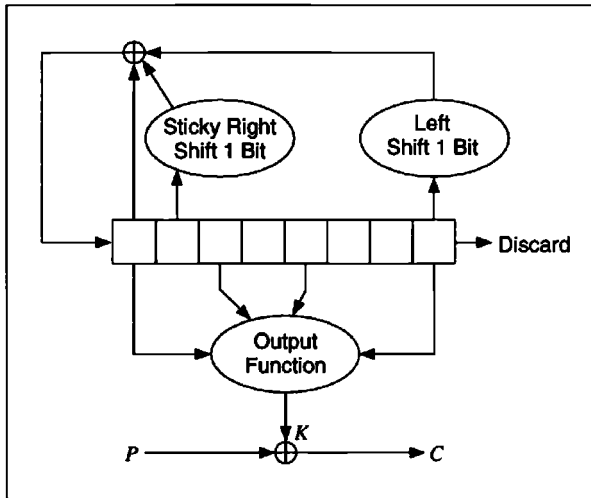 Sticky Right
Shift 1 Bit
Left
Shift 1 Bit
Discard
Output
Function
K
P
C